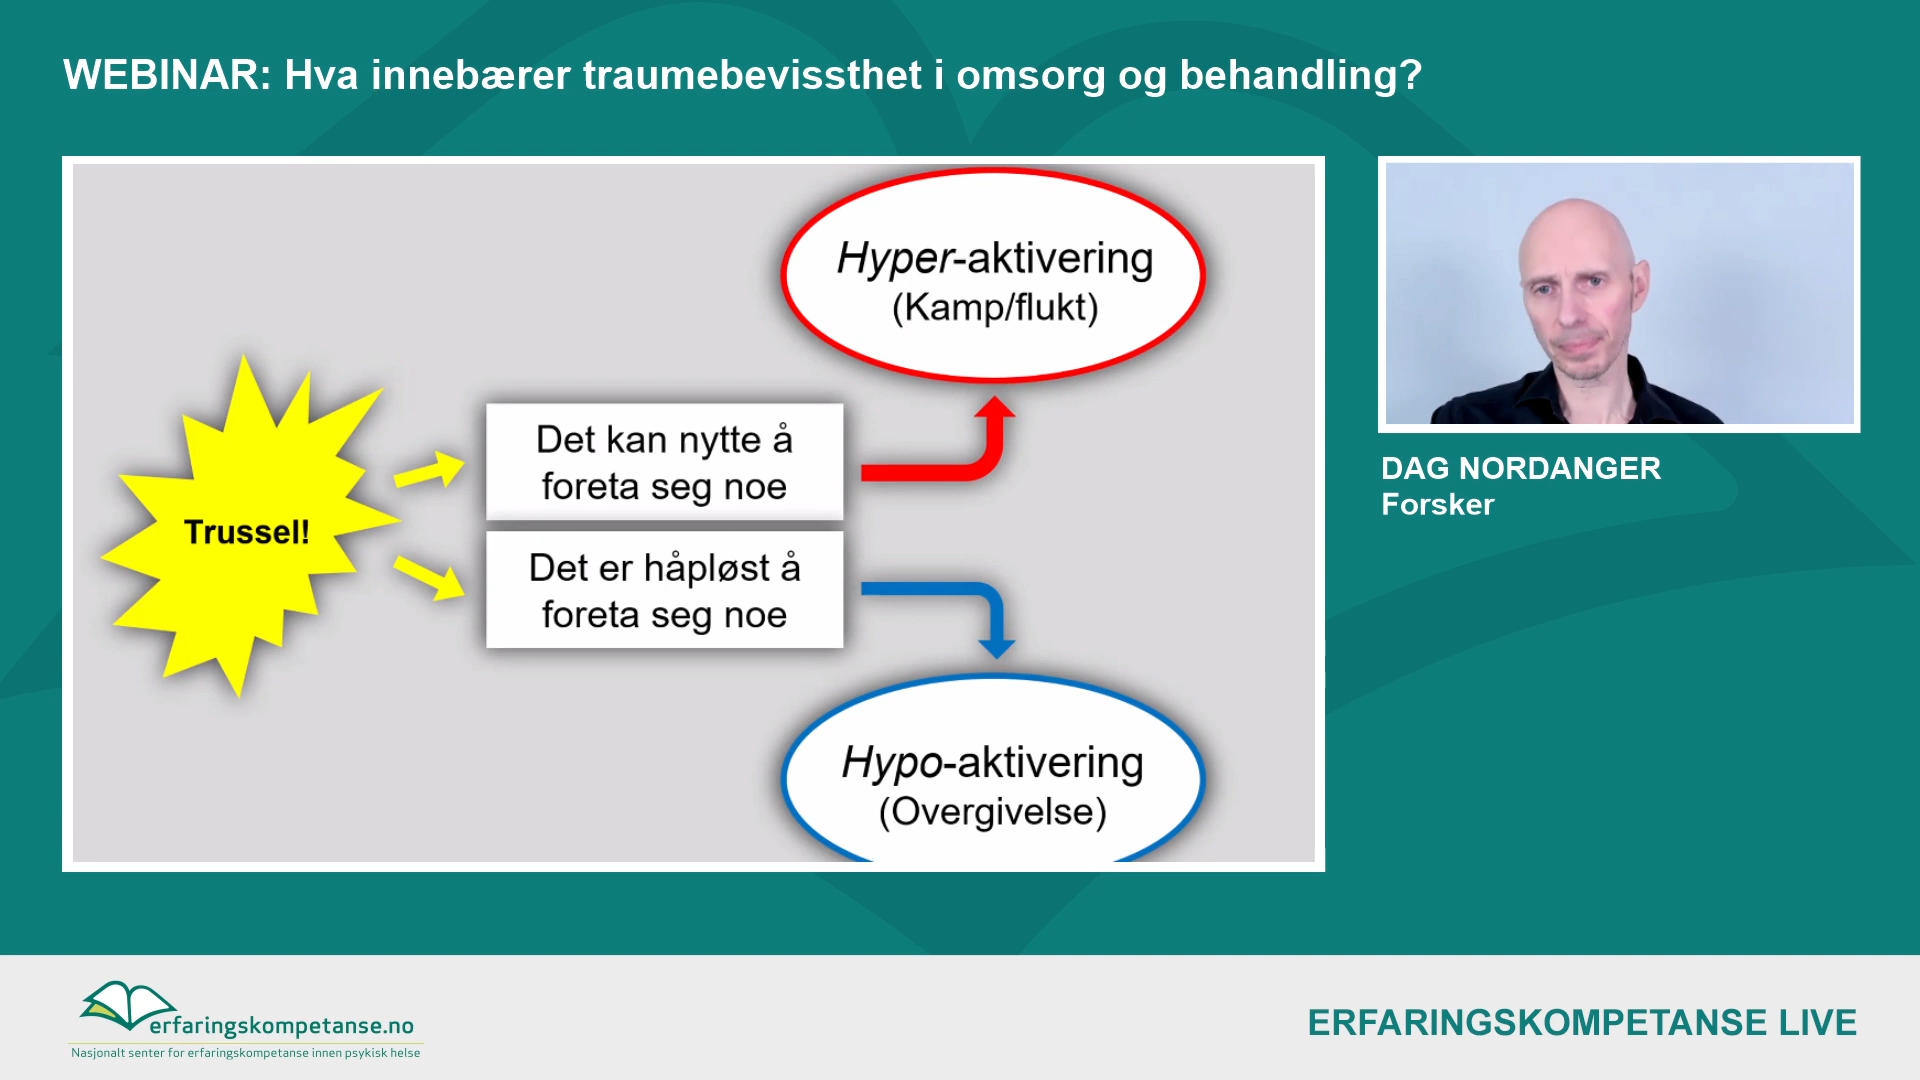 WEBINAR: Hva innebærer traumebevissthet i omsorg og behandling?
Hyper-aktivering
(Kamp/flukt)
Trussel!
Det kan nytte å
foreta seg noe
Det er håpløst å
foreta seg noe
Hypo-aktivering
(Overgivelse)
DAG NORDANGER
Forsker
erfaringskompetanse.no
Nasjonalt senter for erfaringskompetanse innen psykisk helse
ERFARINGSKOMPETANSE LIVE